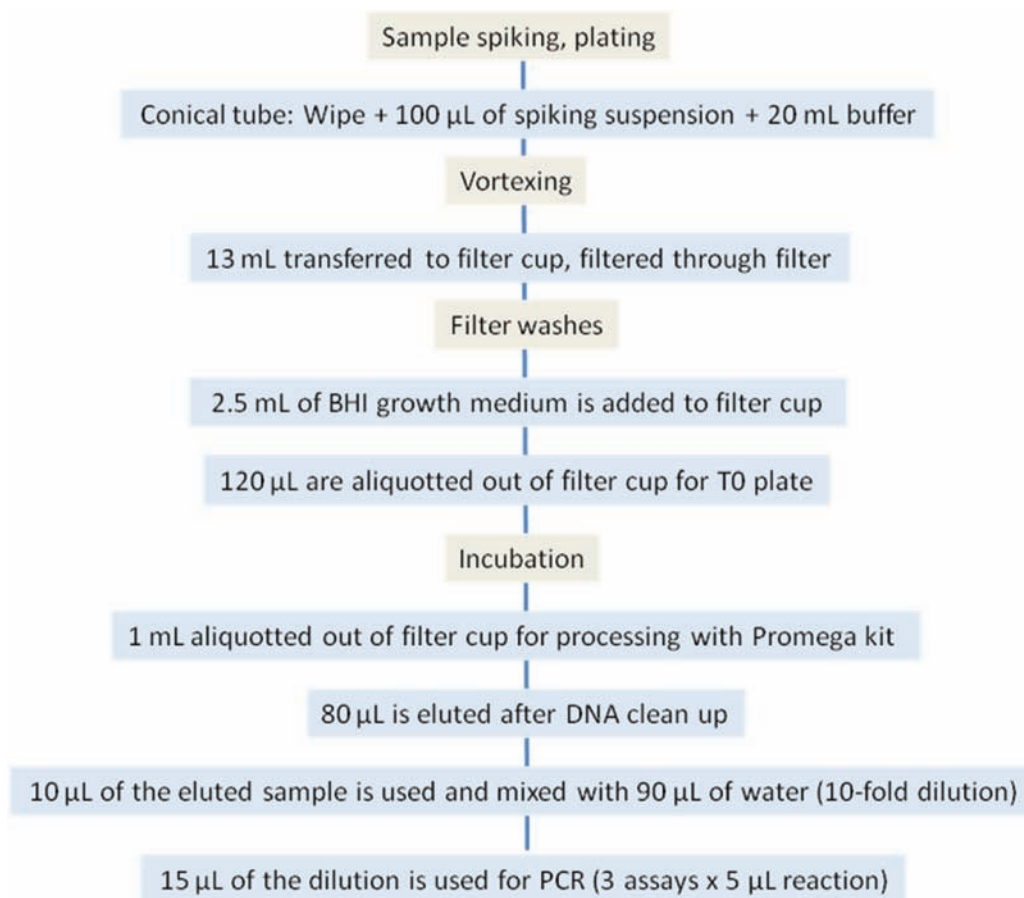 Sample spiking, plating
Conical tube: Wipe + 100 µL of spiking suspension + 20 mL buffer
Vortexing
13 mL transferred to filter cup, filtered through filter
Filter washes
2.5 mL of BHI growth medium is added to filter cup
120 µL are aliquotted out of filter cup for T0 plate
Incubation
1 mL aliquotted out of filter cup for processing with Promega kit
80 µL is eluted after DNA clean up
10 µL of the eluted sample is used and mixed with 90 µL of water (10-fold dilution)
15 µL of the dilution is used for PCR (3 assays x 5 µL reaction)